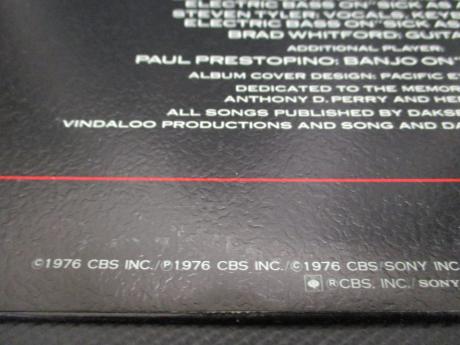 ELECTRIC BASS ON "SICK AS A
STEVEN TYLER: VOCALS, KEY
ELECTRIC BASS ON "SICK AS
BRAD WHITFORD: GUITA
ADDITIONAL PLAYER:
PAUL PRESTOPINO; BANJO ON "
ALBUM COVER DESIGN: PACIFIC E
DEDICATED TO THE MEMOR
ANTHONY D. PERRY AND HE
ALL SONGS PUBLISHED BY DAKSE
VINDALOO PRODUCTIONS AND SONG AND DA
©1976 CBS INC./℗1976 CBS INC./©1976 CBS/SONY INC.
®CBS, INC./SONY